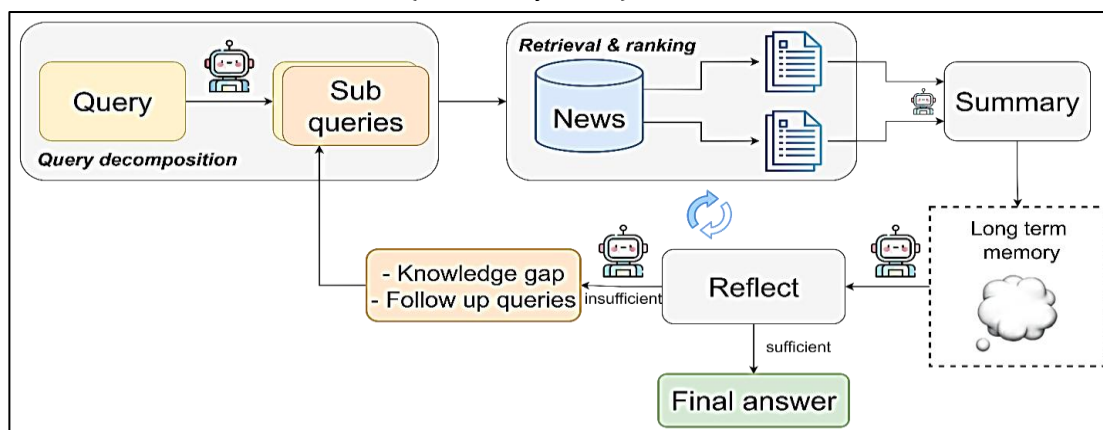 Retrieval & ranking
Query
Sub
queries
News
Summary
Query decomposition
Long term
memory
- Knowledge gap
- Follow up queries
insufficient
Reflect
sufficient
Final answer